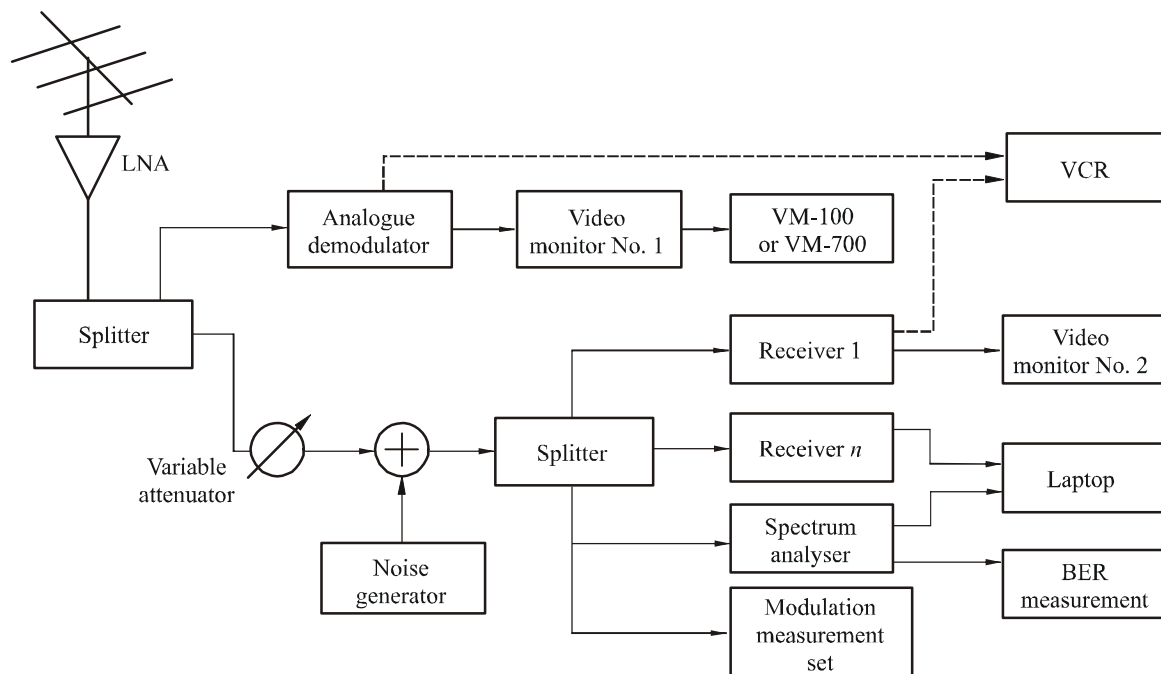 LNA
VCR
Analogue
demodulator
Video
monitor No. 1
VM-100
or VM-700
Splitter
Receiver 1
Video
monitor No. 2
Variable
attenuator
Splitter
Receiver n
Laptop
Spectrum
analyser
Noise
generator
BER
measurement
Modulation
measurement
set